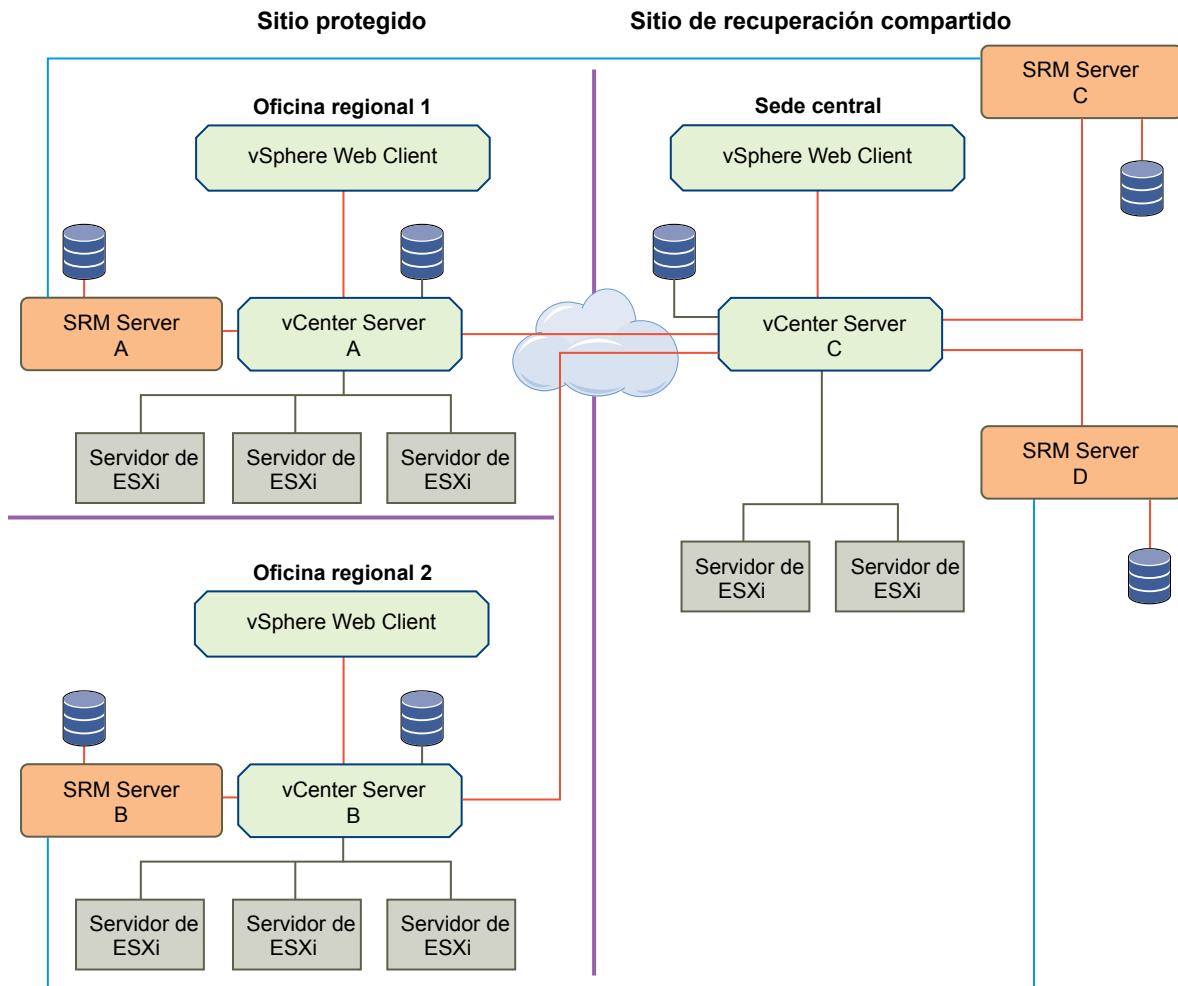 Sitio protegido
Sitio de recuperación compartido
SRM Server
C
Oficina regional 1
vSphere Web Client
Sede central
vSphere Web Client
SRM Server
A
vCenter Server
A
vCenter Server
C
Servidor de
ESXi
Servidor de
ESXi
Servidor de
ESXi
SRM Server
D
Servidor de
ESXi
Servidor de
ESXi
Oficina regional 2
vSphere Web Client
SRM Server
B
vCenter Server
B
Servidor de
ESXi
Servidor de
ESXi
Servidor de
ESXi